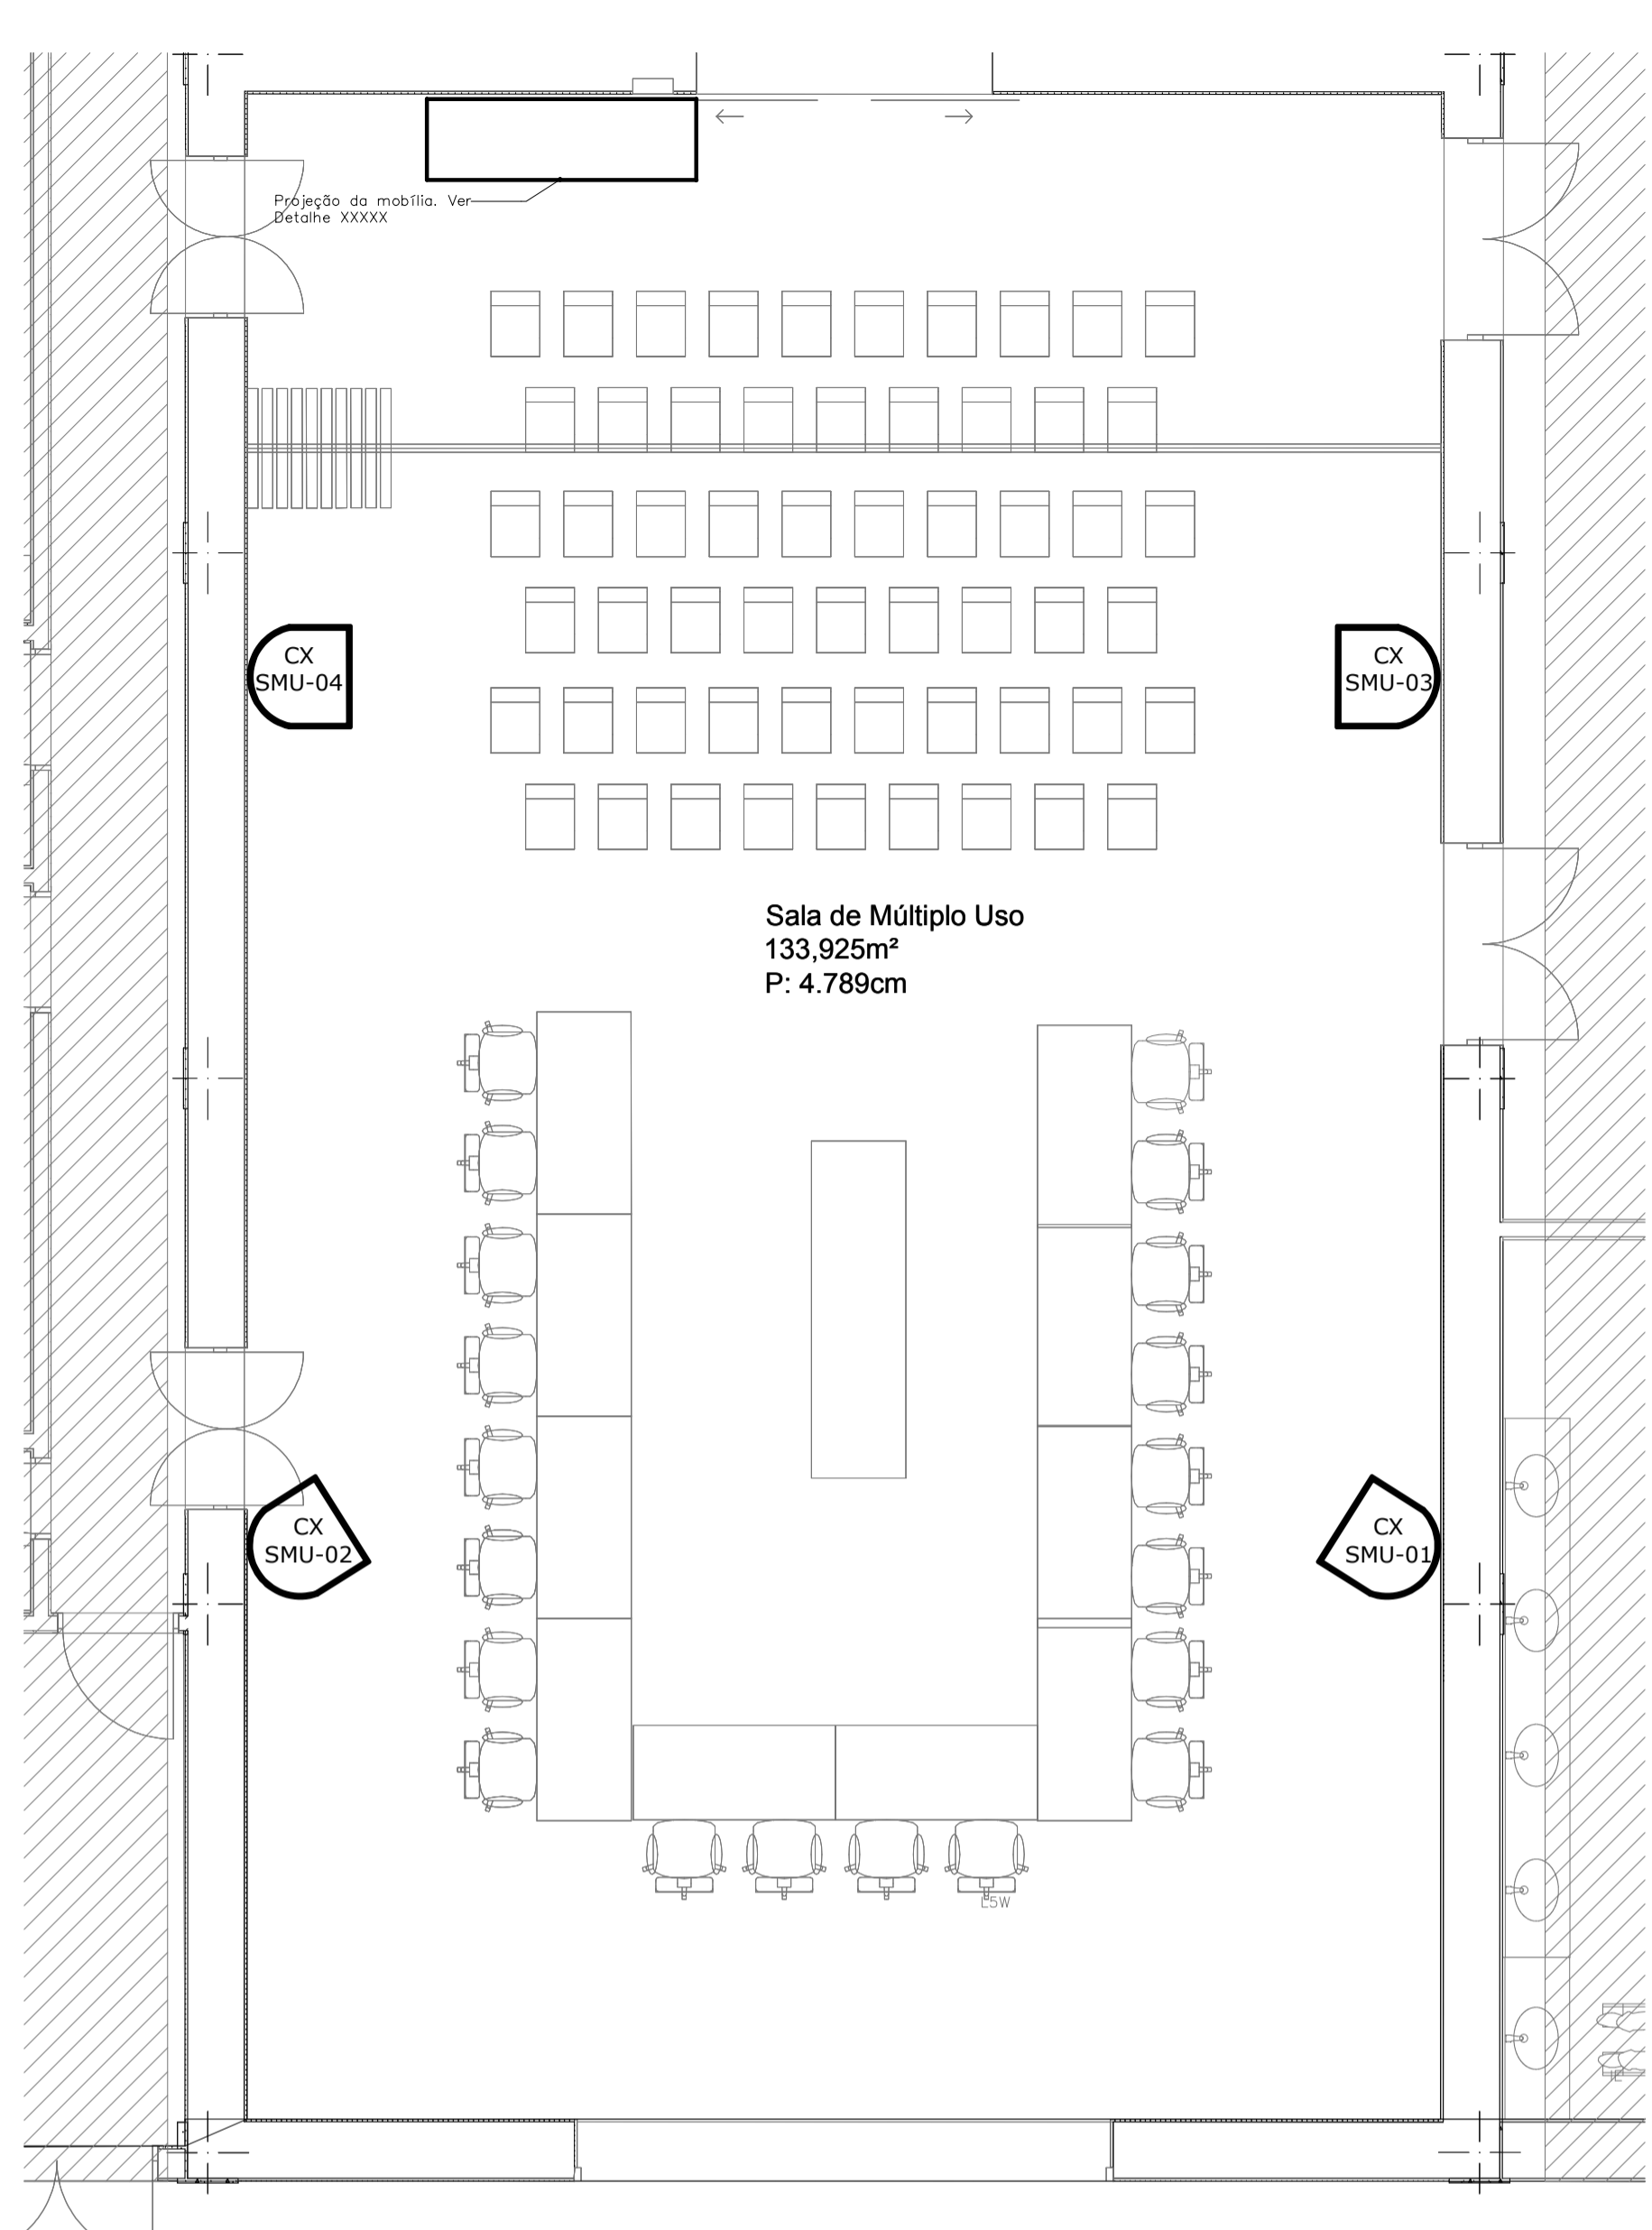 Projeção da mobília. Ver
Detalhe XXXXX
CX
SMU-04
CX
SMU-03
Sala de Múltiplo Uso
133,925m²
P: 4.789cm
CX
SMU-02
CX
SMU-01